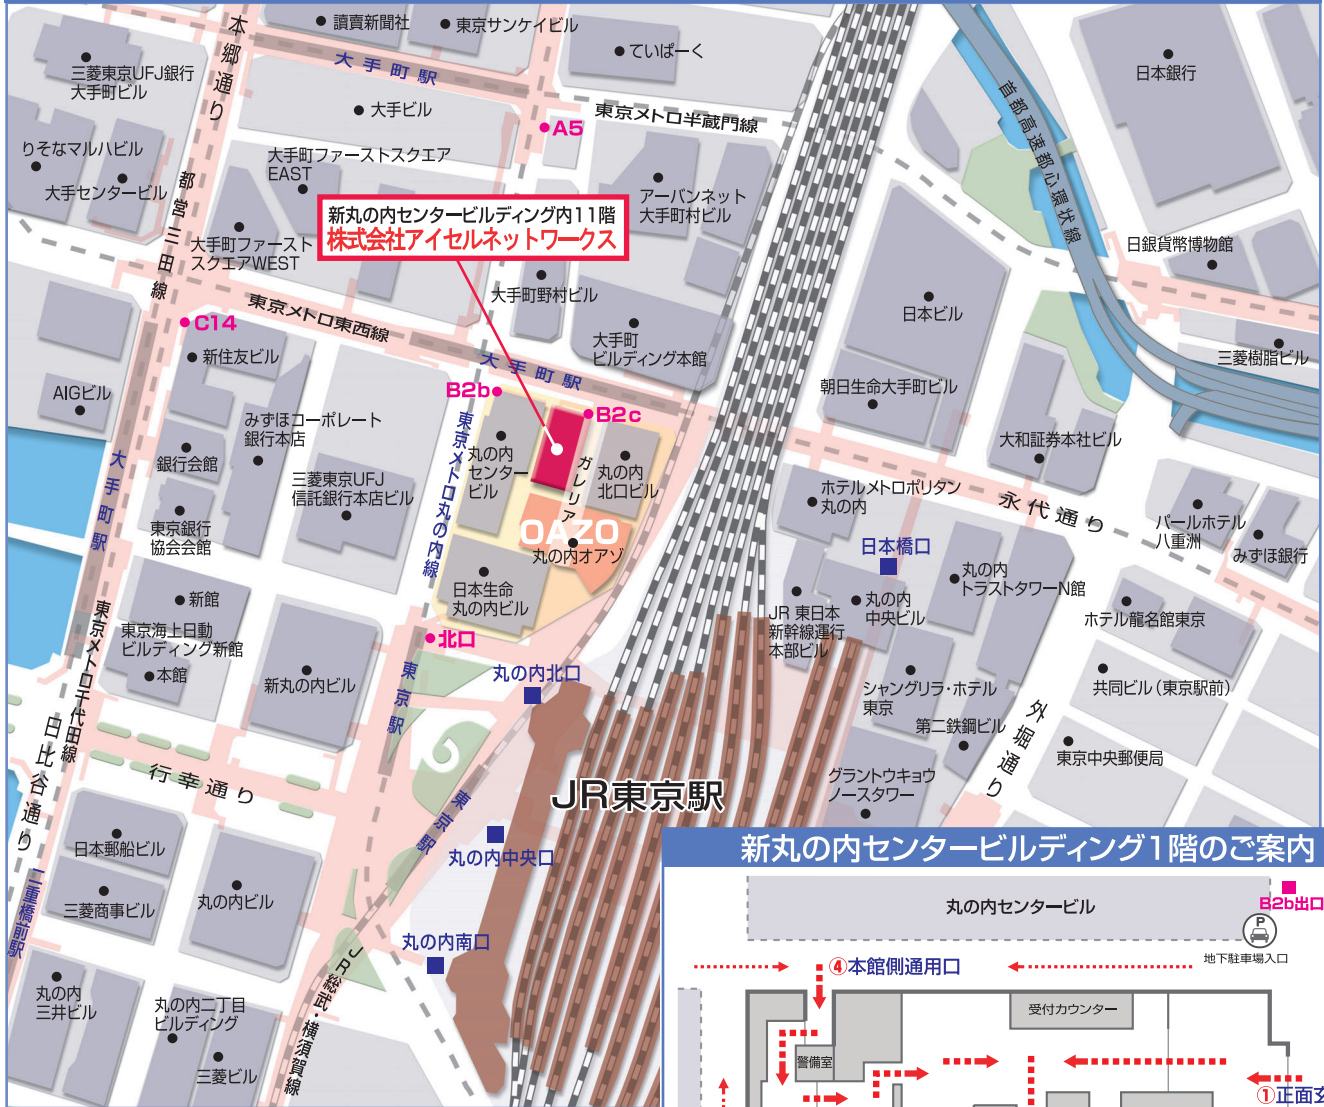 讀賣新聞社
東京サンケイビル
ていぱーく
三菱東京UFJ銀行
大手町ビル
本郷通り
大手町駅
大手ビル
A5
東京メトロ半蔵門線
首都高速都心環状線
日本銀行
りそなマルハビル
大手センタービル
都営三田線
大手町ファーストスクエア
EAST
大手町ファースト
スクエアWEST
アーバンネット
大手町村ビル
新丸の内センタービルディング内11階
株式会社アイセルネットワークス
日銀貨幣博物館
大手町野村ビル
日本ビル
C14
東京メトロ東西線
大手町
ビルディング本館
新住友ビル
三菱樹脂ビル
AIGビル
大手町駅
B2b
B2c
朝日生命大手町ビル
みずほコーポレート
銀行本店
大和証券本社ビル
銀行会館
三菱東京UFJ
信託銀行本店ビル
東京メトロ丸の内線
丸の内
センター
ビル
ガレリア
丸の内
北口ビル
ホテルメトロポリタン
丸の内
永代通り
パールホテル
八重洲
みずほ銀行
大手町駅
東京銀行
協会会館
OAZO
丸の内オアゾ
日本橋口
丸の内
トラストタワーN館
日本生命
丸の内ビル
新館
東京海上日動
ビルディング新館
本館
JR 東日本
新幹線運行
本部ビル
丸の内
中央ビル
ホテル龍名館東京
東京メトロ千代田線
北口
丸の内北口
東京駅
新丸の内ビル
シャングリラ・ホテル
東京
共同ビル(東京駅前)
第二鉄鋼ビル
外堀通り
東京中央郵便局
日比谷通り
行幸通り
JR東京駅
グラントウキョウ
ノースタワー
東京駅
丸の内中央口
日本郵船ビル
三菱商事ビル
丸の内ビル
二重橋前駅
丸の内南口
JR総武・横須賀線
丸の内
三井ビル
丸の内二丁目
ビルディング
三菱ビル
新丸の内センタービルディング1階のご案内
丸の内センタービル
B2b出口
P
地下駐車場入口
④本館側通用口
受付カウンター
警備室
①正面玄